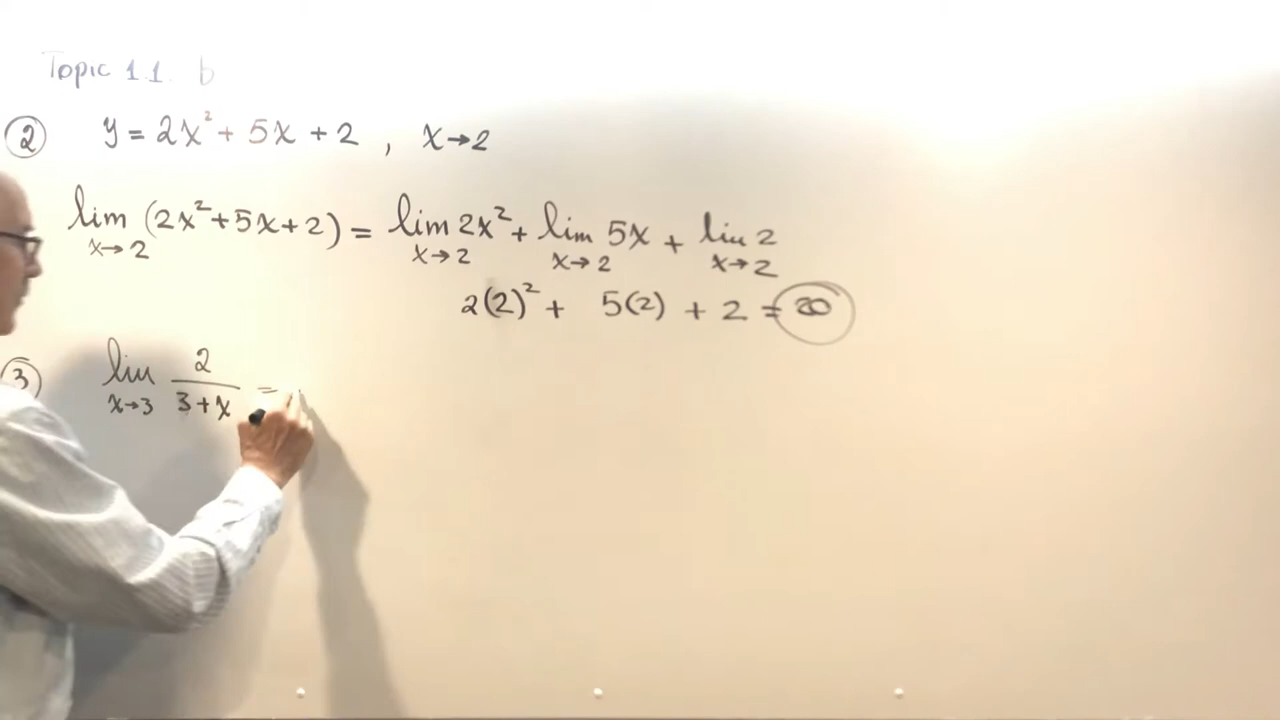 Topic 1.1. b
② y = 2x² + 5x + 2 , x→2
lim x→2 (2x²+5x+2) = lim x→2 2x² + lim x→2 5x + lim x→2 2
2(2)² + 5(2) + 2 = 20
③ lim x→3 2/(3+x) =